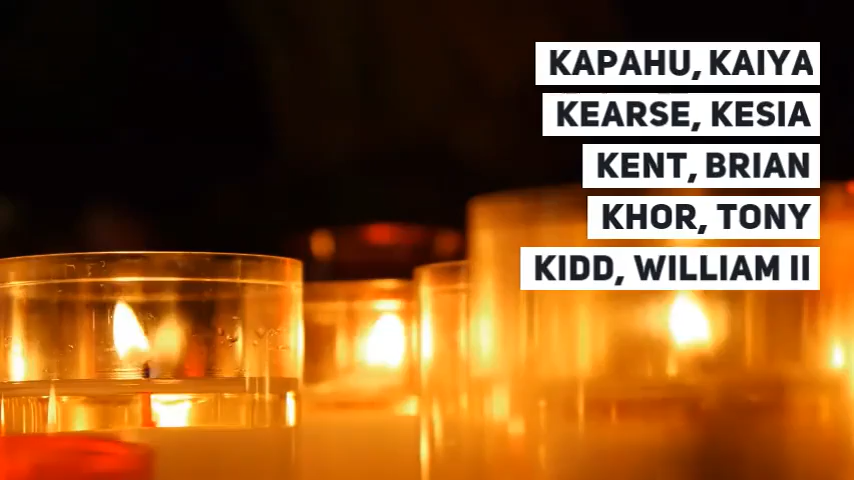 KAPAHU, KAIYA
KEARSE, KESIA
KENT, BRIAN
KHOR, TONY
KIDD, WILLIAM II